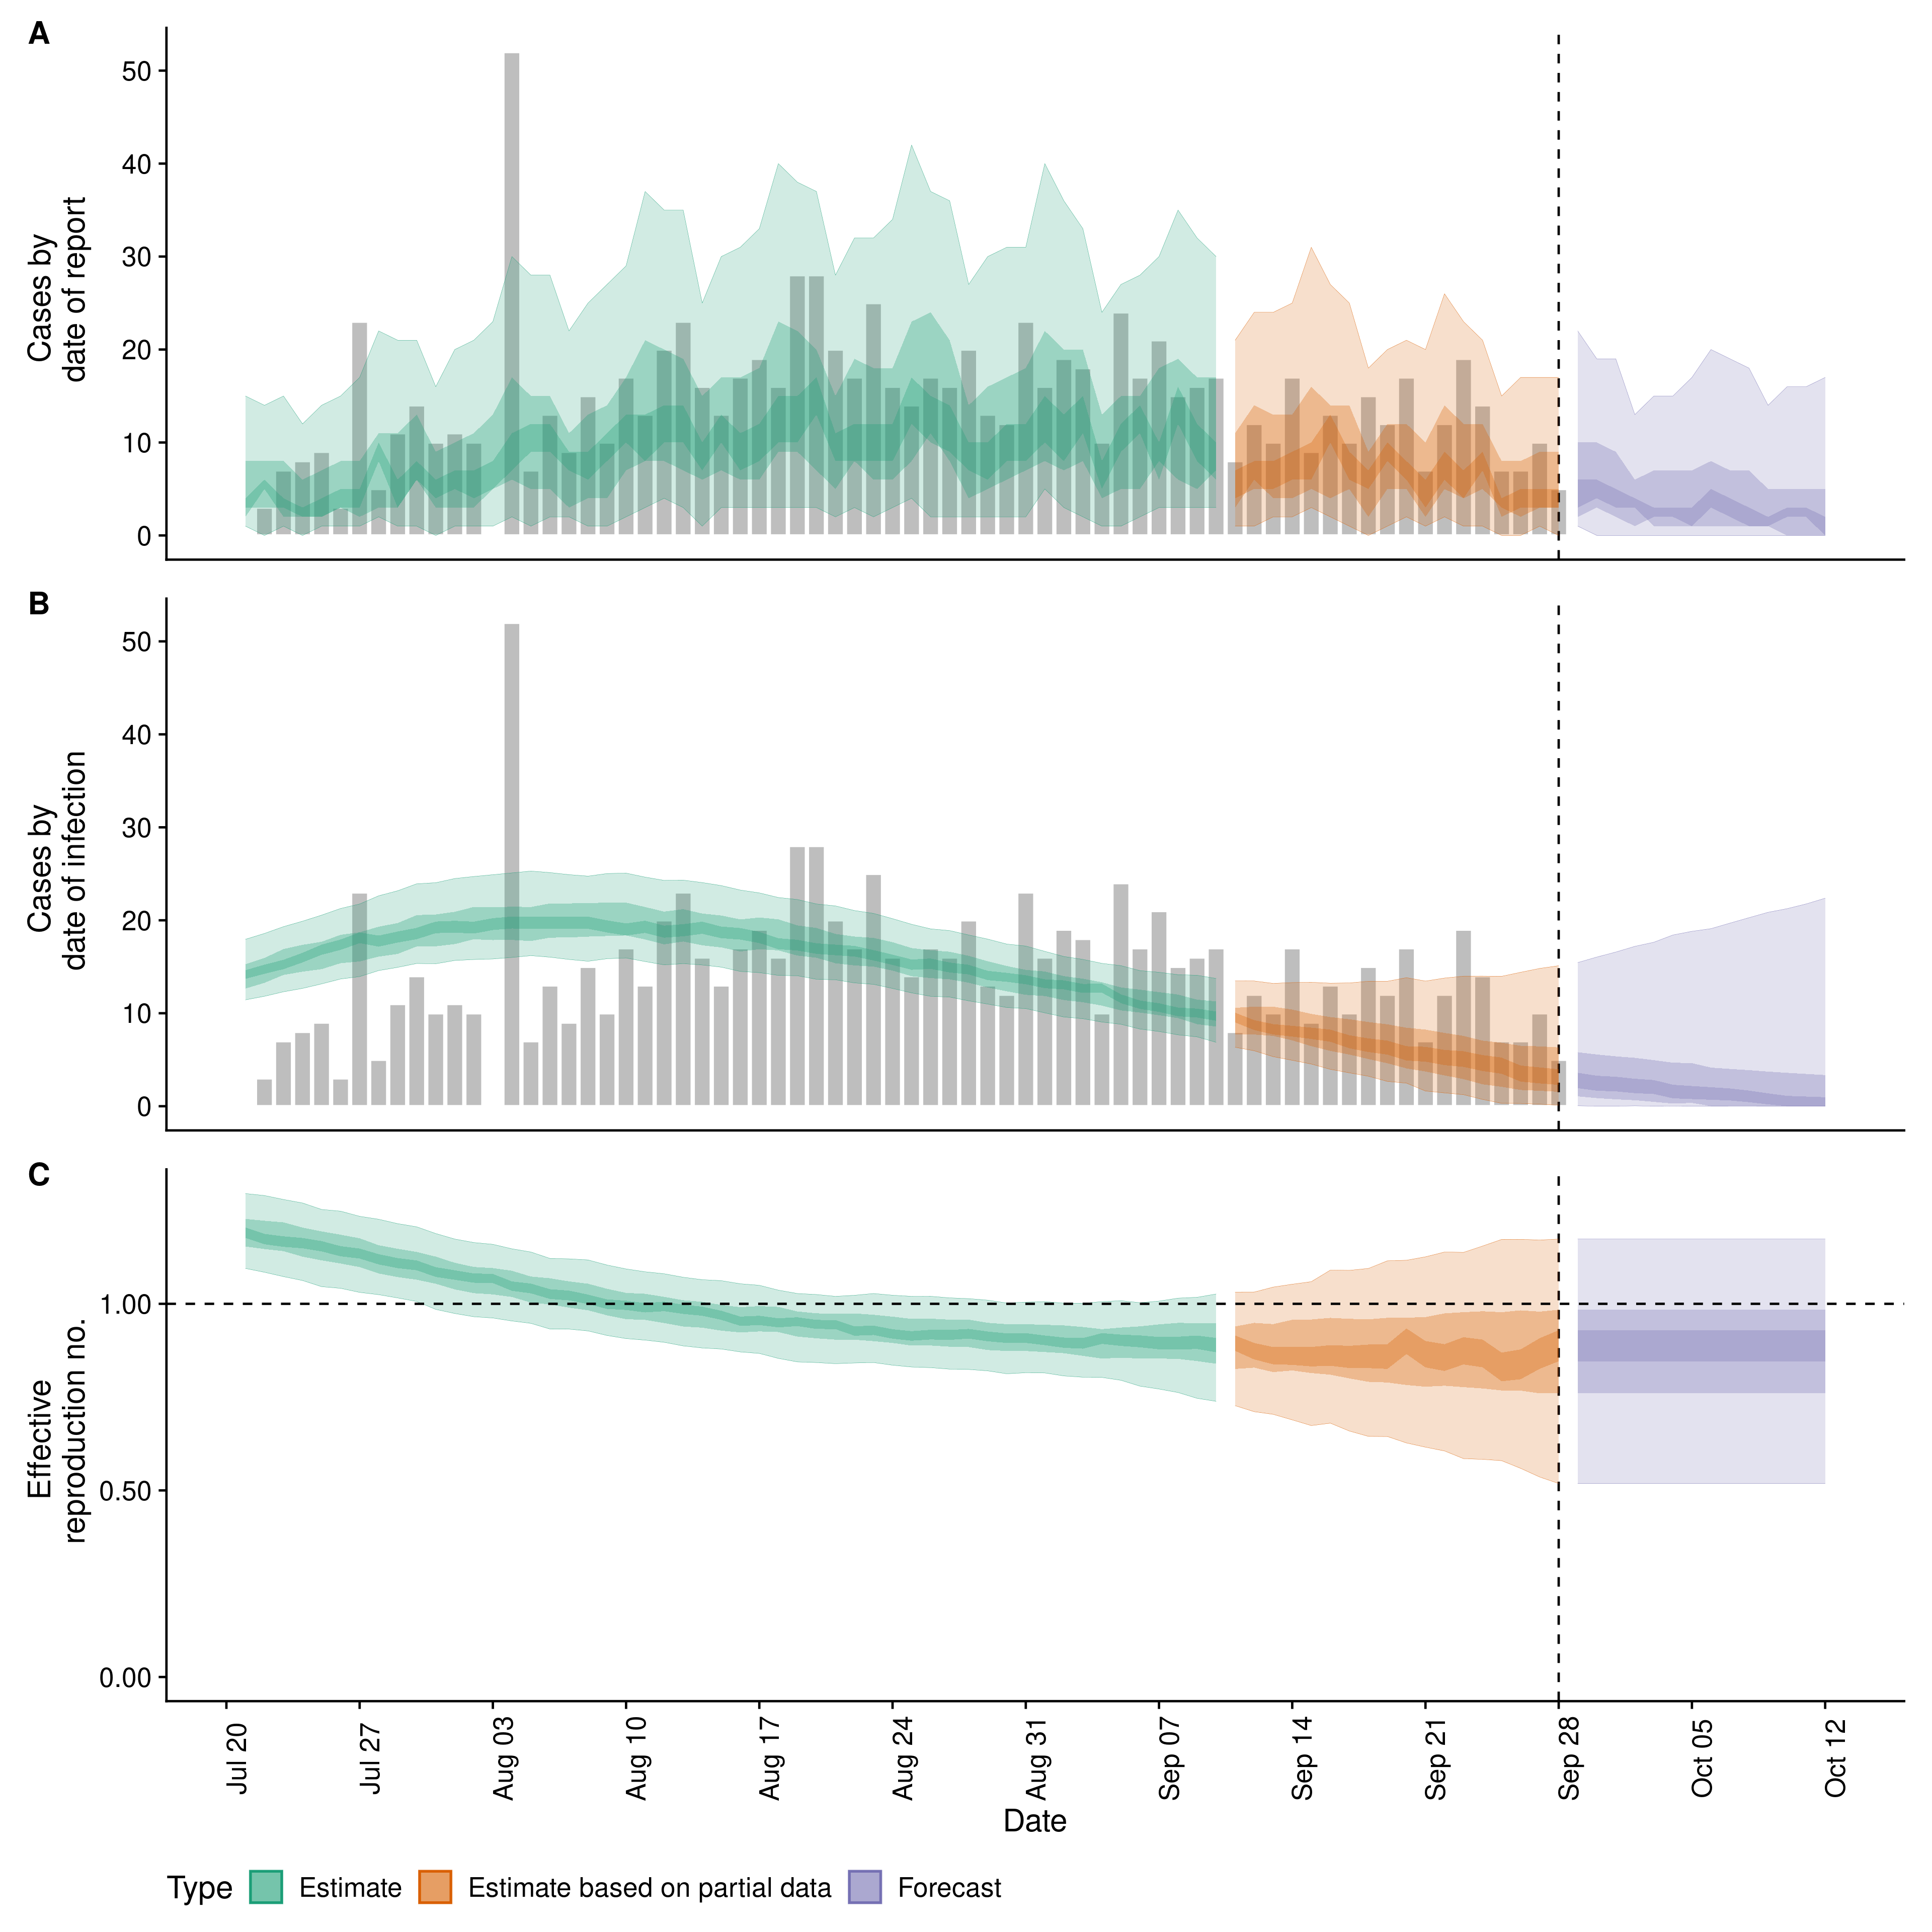 A
Cases by
date of report
50
40
30
20
10
0
B
Cases by
date of infection
50
40
30
20
10
0
C
Effective
reproduction no.
1.00
0.50
0.00
Jul 20
Jul 27
Aug 03
Aug 10
Aug 17
Aug 24
Aug 31
Sep 07
Sep 14
Sep 21
Sep 28
Oct 05
Oct 12
Date
Type Estimate Estimate based on partial data Forecast